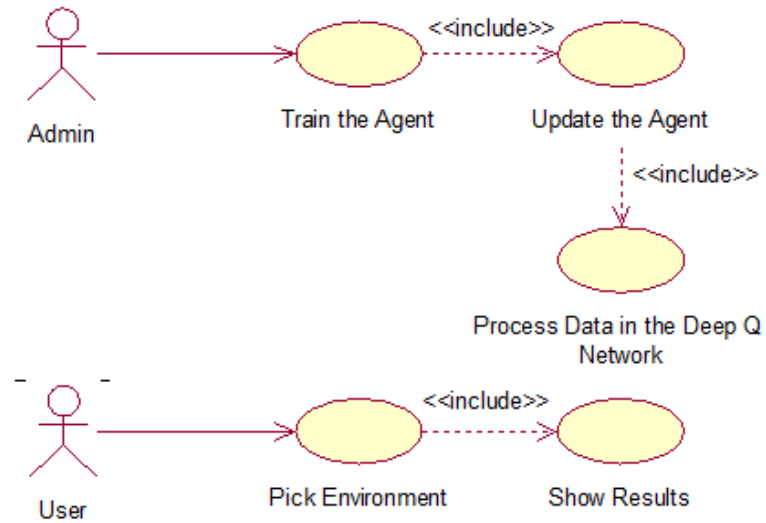 <<include>>
Admin
Train the Agent
Update the Agent
<<include>>
Process Data in the Deep Q
Network
<<include>>
User
Pick Environment
Show Results